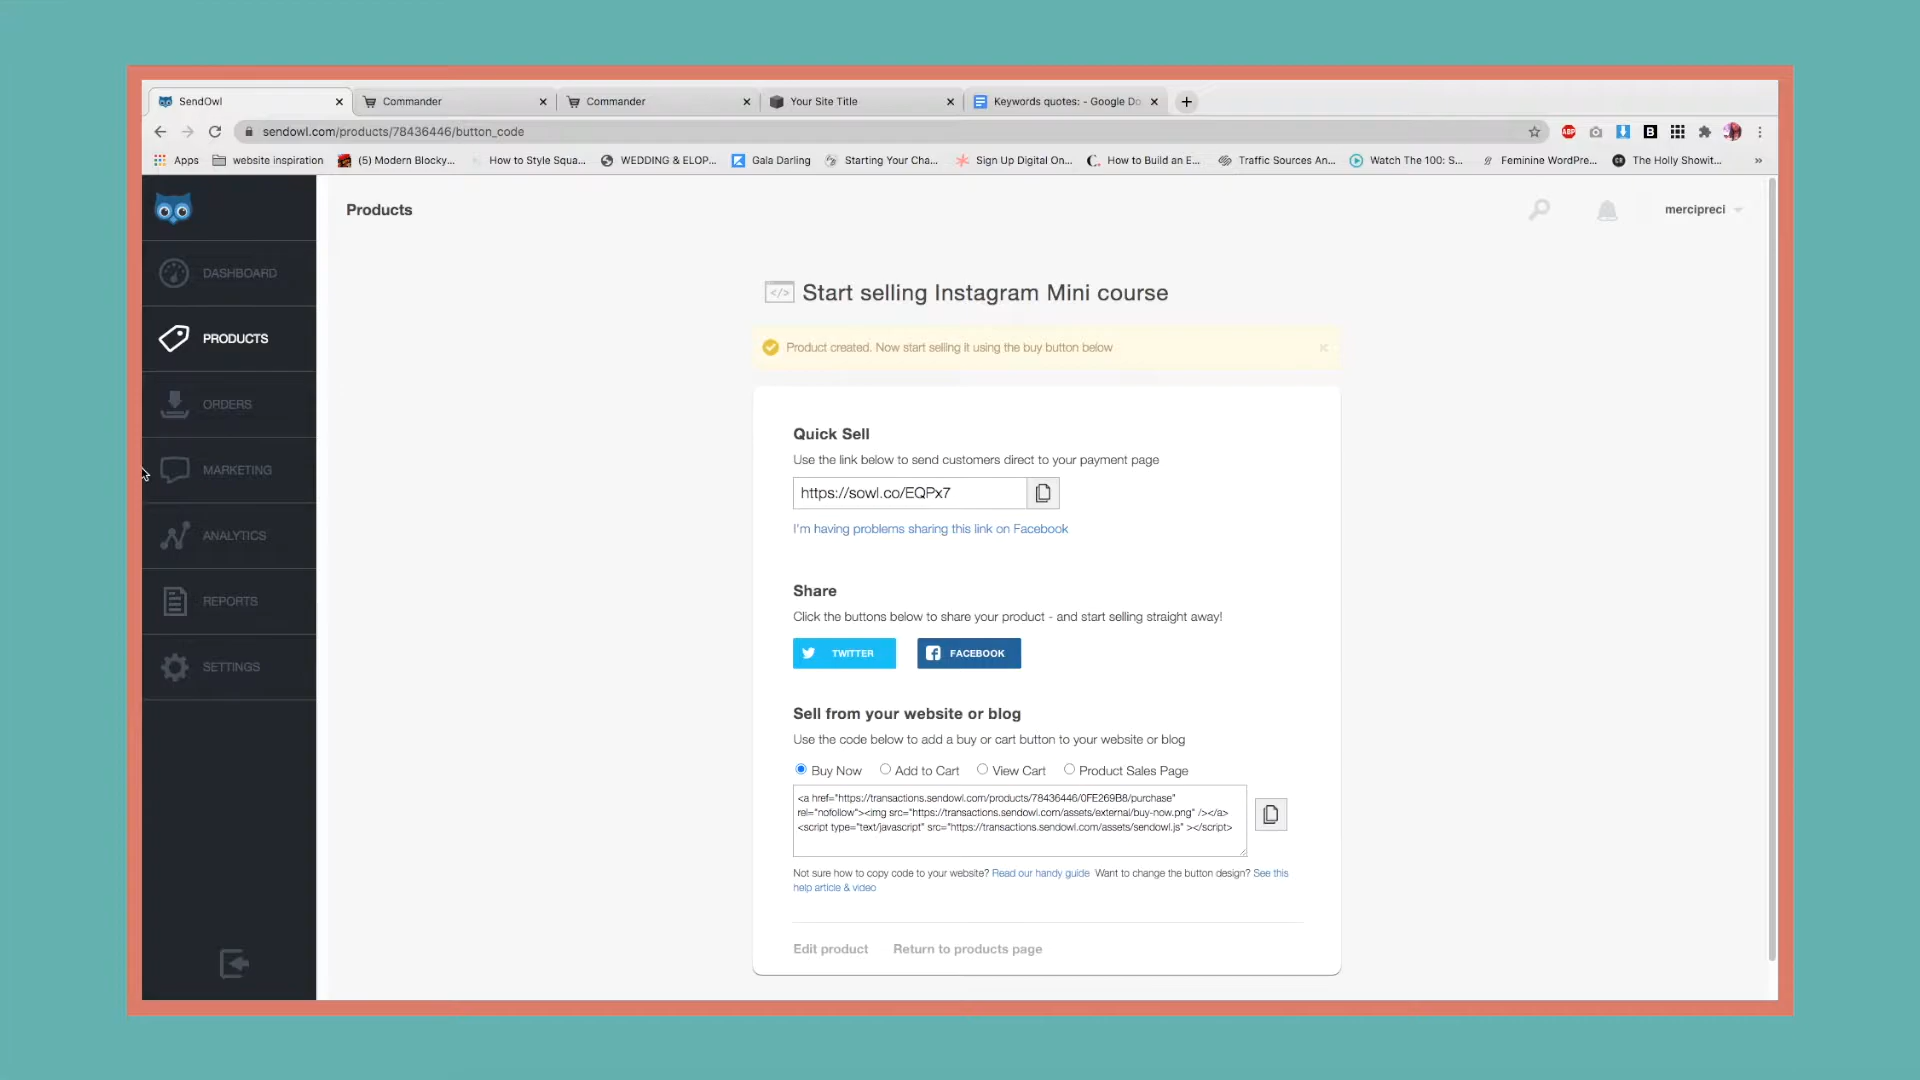 SendOwl
Commander
Commander
Your Site Title
Keywords quotes: - Google Do
sendowl.com/products/78436446/button_code
ABP
B
Apps
website inspiration
(5) Modern Blocky...
How to Style Squa...
WEDDING & ELOP...
Gala Darling
Starting Your Cha...
Sign Up Digital On...
How to Build an E...
Traffic Sources An...
Watch The 100: S...
Feminine WordPre...
The Holly Showit...
»
Products
mercipreci
DASHBOARD
PRODUCTS
ORDERS
MARKETING
ANALYTICS
REPORTS
SETTINGS
</> Start selling Instagram Mini course
Product created. Now start selling it using the buy button below
Quick Sell
Use the link below to send customers direct to your payment page
https://sowl.co/EQPx7
I'm having problems sharing this link on Facebook
Share
Click the buttons below to share your product - and start selling straight away!
TWITTER
FACEBOOK
Sell from your website or blog
Use the code below to add a buy or cart button to your website or blog
Buy Now Add to Cart View Cart Product Sales Page
<a href="https://transactions.sendowl.com/products/78436446/0FE269B8/purchase"
rel="nofollow"><img src="https://transactions.sendowl.com/assets/external/buy-now.png" /></a>
<script type="text/javascript" src="https://transactions.sendowl.com/assets/sendowl.js" ></script>
Not sure how to copy code to your website? Read our handy guide Want to change the button design? See this
help article & video
Edit product Return to products page